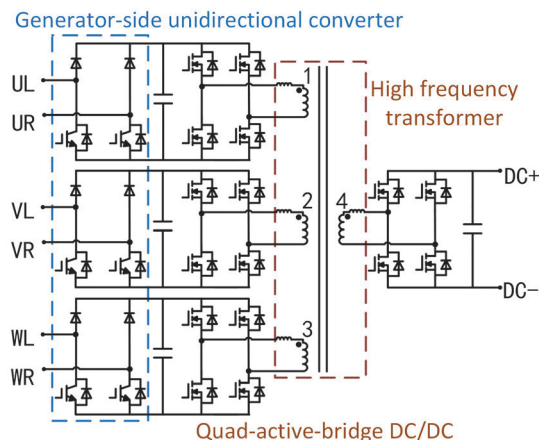 Generator-side unidirectional converter
UL
UR
VL
VR
WL
WR
1
2
3
4
High frequency
transformer
DC+
DC-
Quad-active-bridge DC/DC